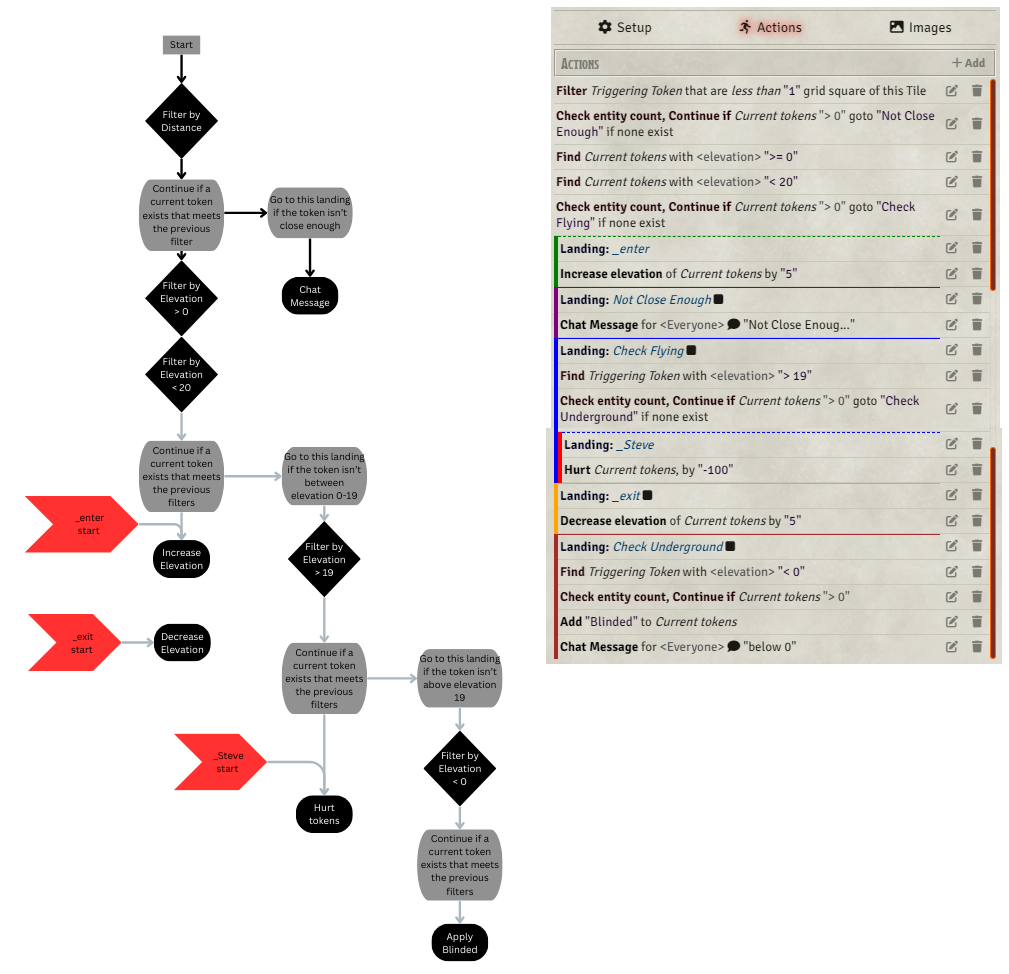 Start
Filter by
Distance
Continue if a
current token
exists that meets
the previous
filter
Go to this landing
if the token isn't
close enough
Chat
Message
Filter by
Elevation
> 0
Filter by
Elevation
< 20
Continue if a
current token
exists that meets
the previous
filters
Go to this landing
if the token isn't
between
elevation 0-19
_enter
start
Increase
Elevation
Filter by
Elevation
> 19
_exit
start
Decrease
Elevation
Continue if a
current token
exists that meets
the previous
filters
Go to this landing
if the token isn't
above elevation
19
_Steve
start
Hurt
tokens
Filter by
Elevation
< 0
Continue if a
current token
exists that meets
the previous
filters
Apply
Blinded
Setup
Actions
Images
ACTIONS
+ Add
Filter Triggering Token that are less than "1" grid square of this Tile
Check entity count, Continue if Current tokens "> 0" goto "Not Close
Enough" if none exist
Find Current tokens with <elevation> ">= 0"
Find Current tokens with <elevation> "< 20"
Check entity count, Continue if Current tokens "> 0" goto "Check
Flying" if none exist
Landing: _enter
Increase elevation of Current tokens by "5"
Landing: Not Close Enough
Chat Message for <Everyone> "Not Close Enoug..."
Landing: Check Flying
Find Triggering Token with <elevation> "> 19"
Check entity count, Continue if Current tokens "> 0" goto "Check
Underground" if none exist
Landing: _Steve
Hurt Current tokens, by "-100"
Landing: _exit
Decrease elevation of Current tokens by "5"
Landing: Check Underground
Find Triggering Token with <elevation> "< 0"
Check entity count, Continue if Current tokens "> 0"
Add "Blinded" to Current tokens
Chat Message for <Everyone> "below 0"